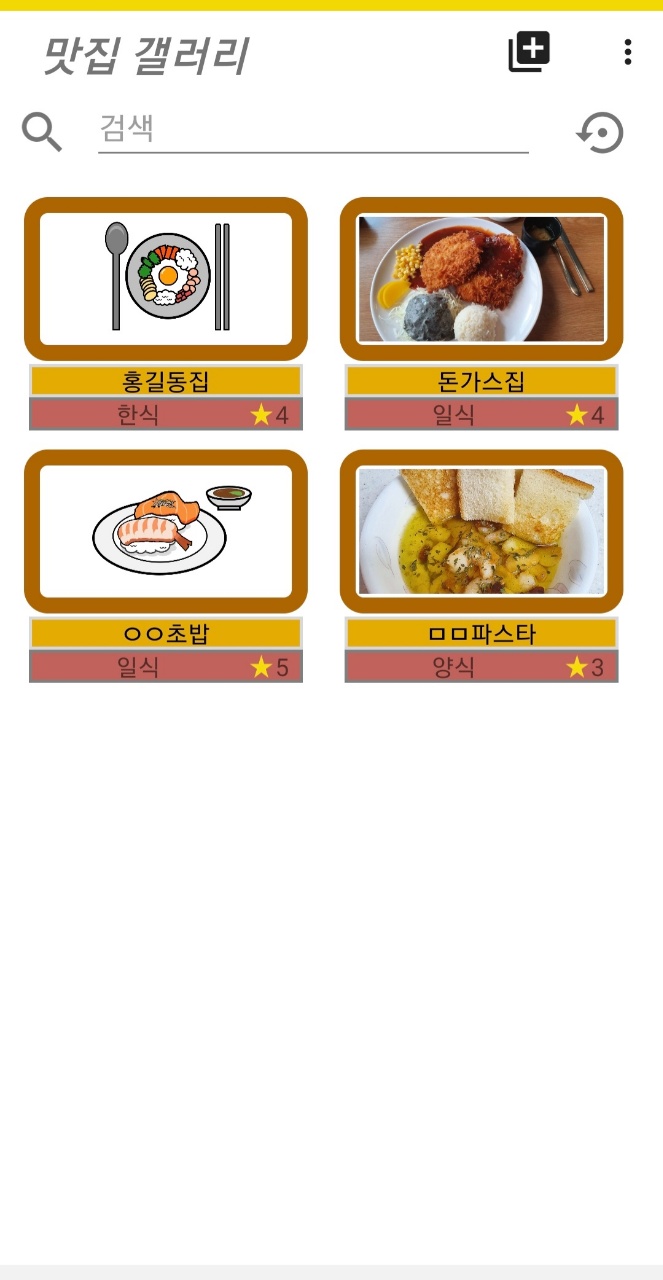 맛집 갤러리
검색
홍길동집
한식 ★4
돈가스집
일식 ★4
ㅇㅇ초밥
일식 ★5
ㅁㅁ파스타
양식 ★3